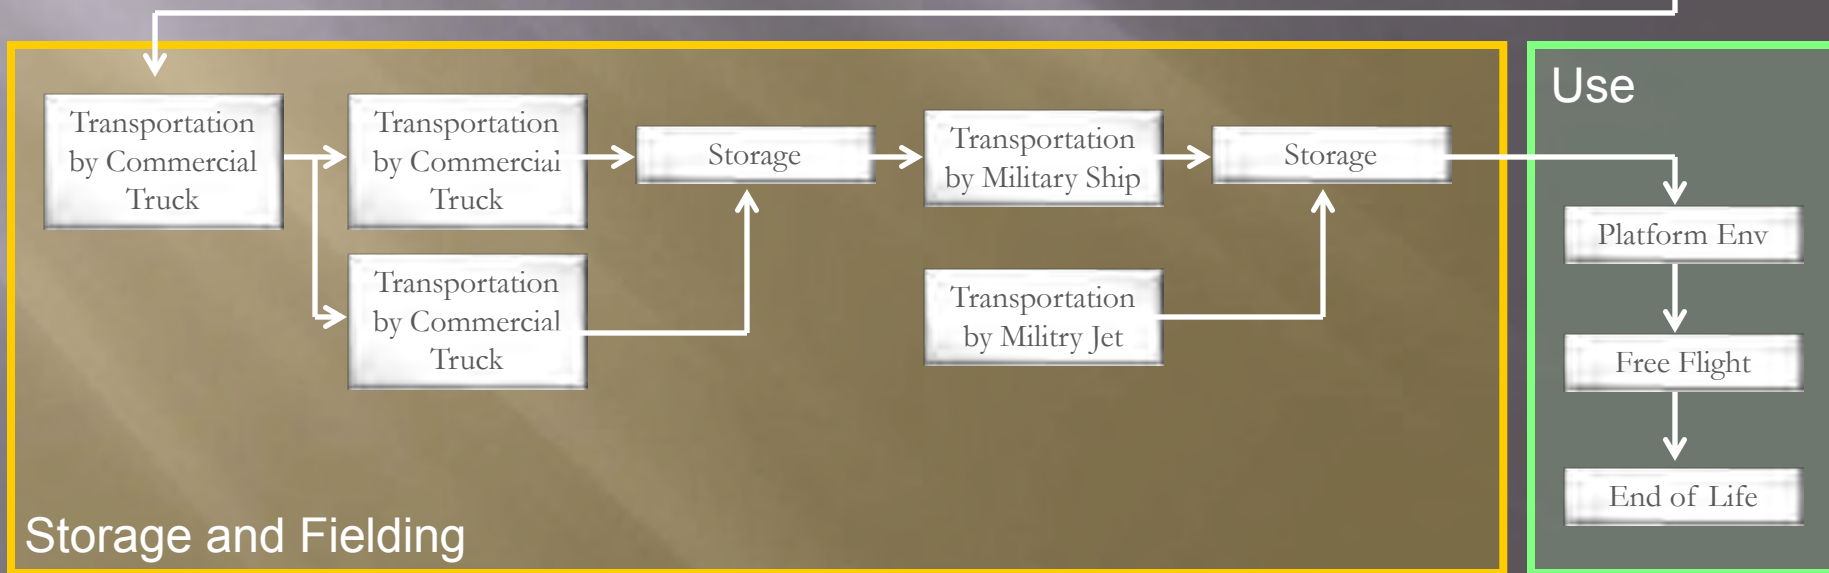 Use
Transportation
by Commercial
Truck
Transportation
by Commercial
Truck
Storage
Transportation
by Military Ship
Storage
Platform Env
Transportation
by Commercial
Truck
Transportation
by Militry Jet
Free Flight
End of Life
Storage and Fielding